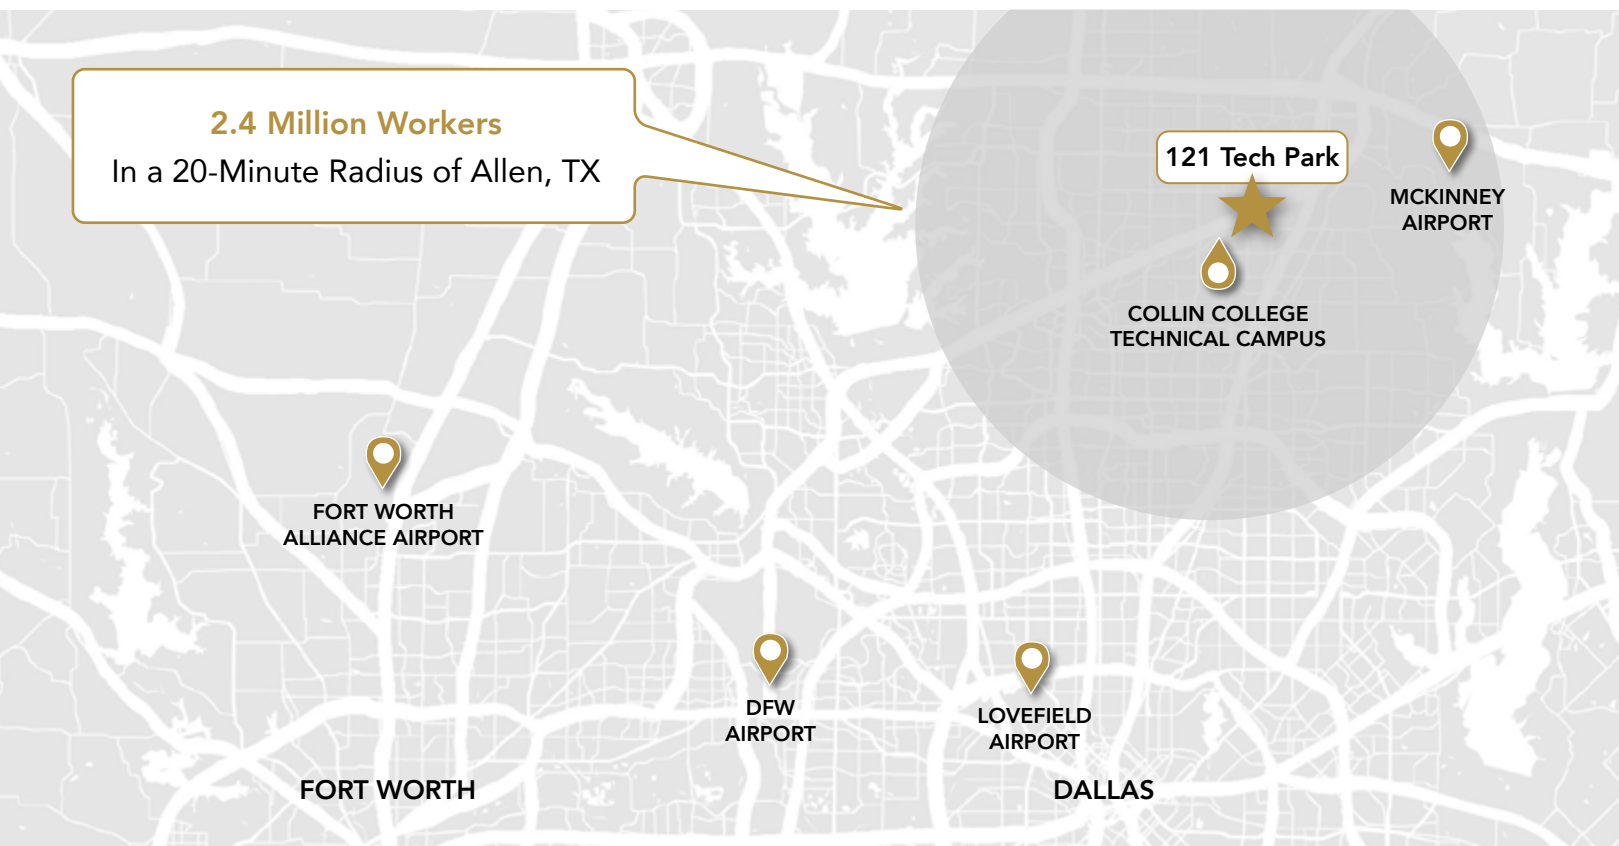 2.4 Million Workers
In a 20-Minute Radius of Allen, TX
121 Tech Park
MCKINNEY
AIRPORT
COLLIN COLLEGE
TECHNICAL CAMPUS
FORT WORTH
ALLIANCE AIRPORT
DFW
AIRPORT
LOVEFIELD
AIRPORT
FORT WORTH
DALLAS